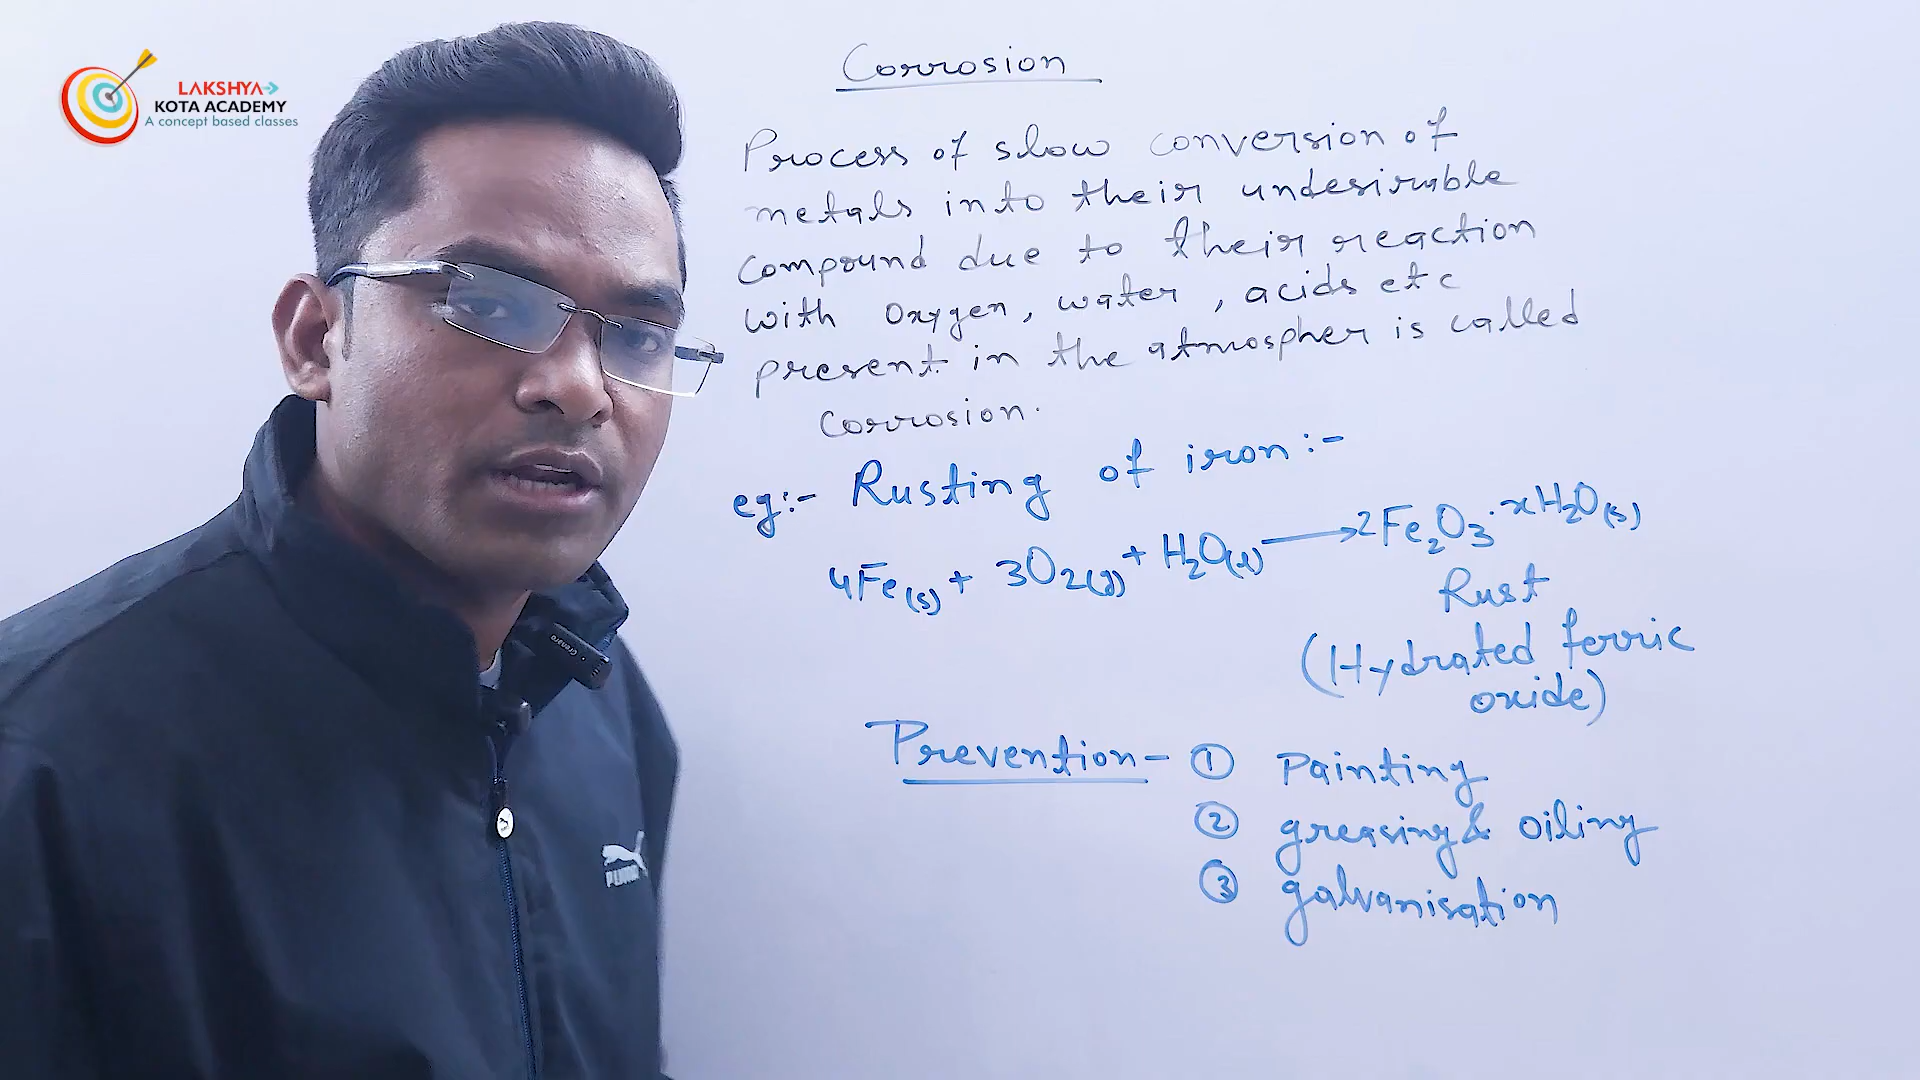 LAKSHYA
KOTA ACADEMY
A concept based classes
Corrosion
Process of slow conversion of
metals into their undesirable
compound due to their reaction
with oxygen, water, acids etc
present in the atmospher is called
Corrosion.
eg:- Rusting of iron:-
4Fe(s) + 3O2(g) + H2O(l) ⟶ 2Fe2O3.xH2O(s)
Rust
(Hydrated ferric
oxide)
Prevention- ① Painting
② greasing & oiling
③ galvanisation
Grenaro
PUMA